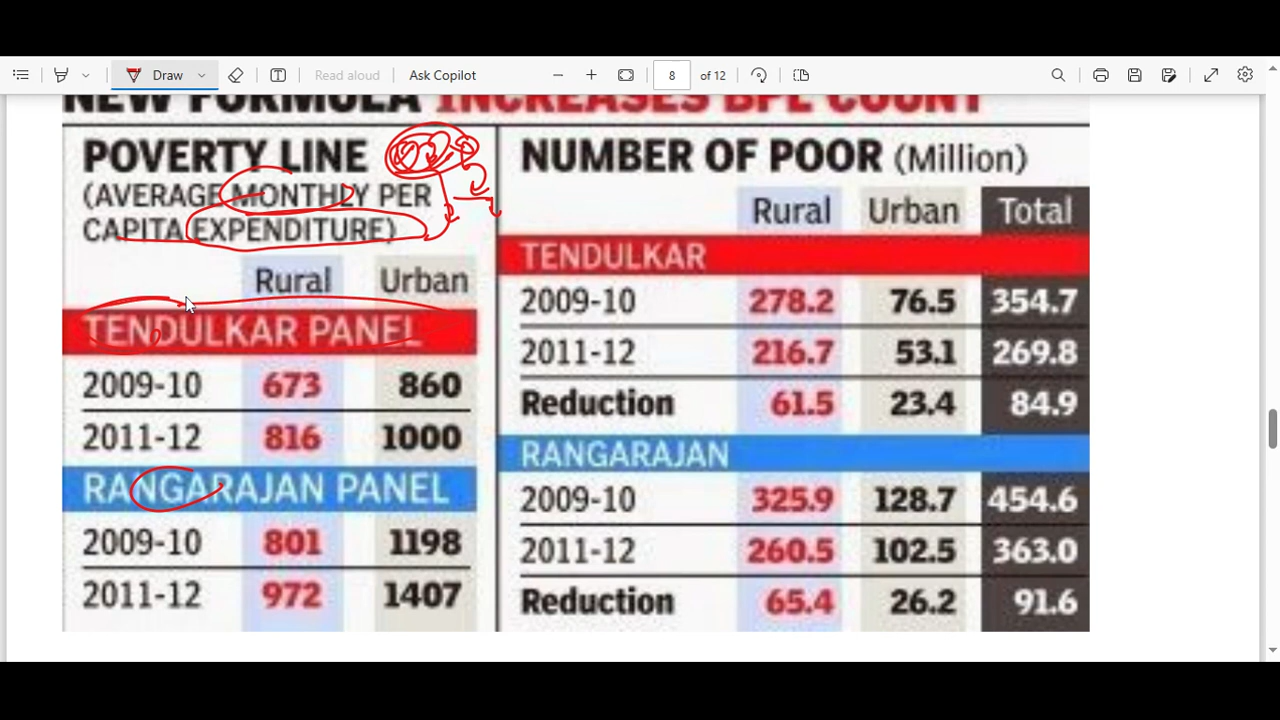 Draw
Read aloud
Ask Copilot
8
of 12
NEW FORMULA INCREASES BPL COUNT
POVERTY LINE
(AVERAGE MONTHLY PER
CAPITA EXPENDITURE)
Rural Urban
TENDULKAR PANEL
2009-10 673 860
2011-12 816 1000
RANGARAJAN PANEL
2009-10 801 1198
2011-12 972 1407
NUMBER OF POOR (Million)
Rural Urban Total
TENDULKAR
2009-10 278.2 76.5 354.7
2011-12 216.7 53.1 269.8
Reduction 61.5 23.4 84.9
RANGARAJAN
2009-10 325.9 128.7 454.6
2011-12 260.5 102.5 363.0
Reduction 65.4 26.2 91.6